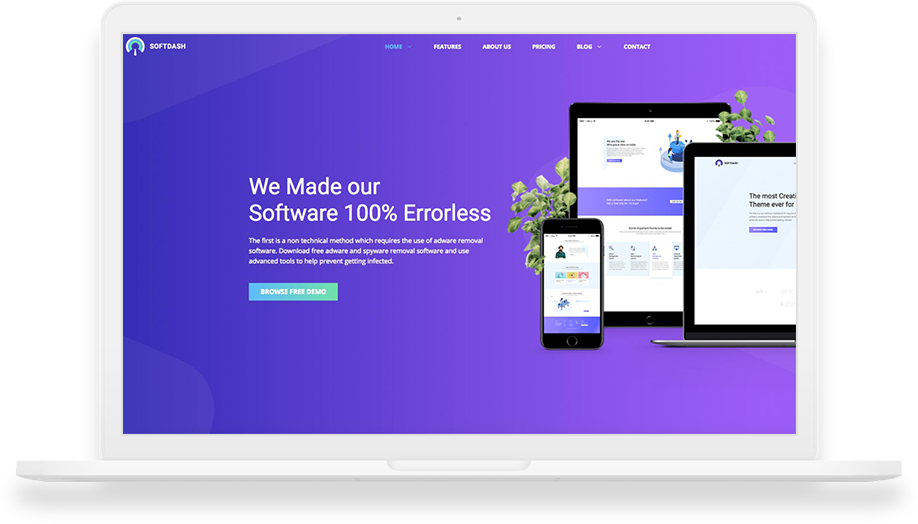 SOFTDASH
HOME FEATURES ABOUT US PRICING BLOG CONTACT
We Made our
Software 100% Errorless
The first is a non technical method which requires the use of adware removal
software. Download free adware and spyware removal software and use
advanced tools to help prevent getting infected.
BROWSE FREE DEMO
SOFTDASH
The most Creati
Theme ever for